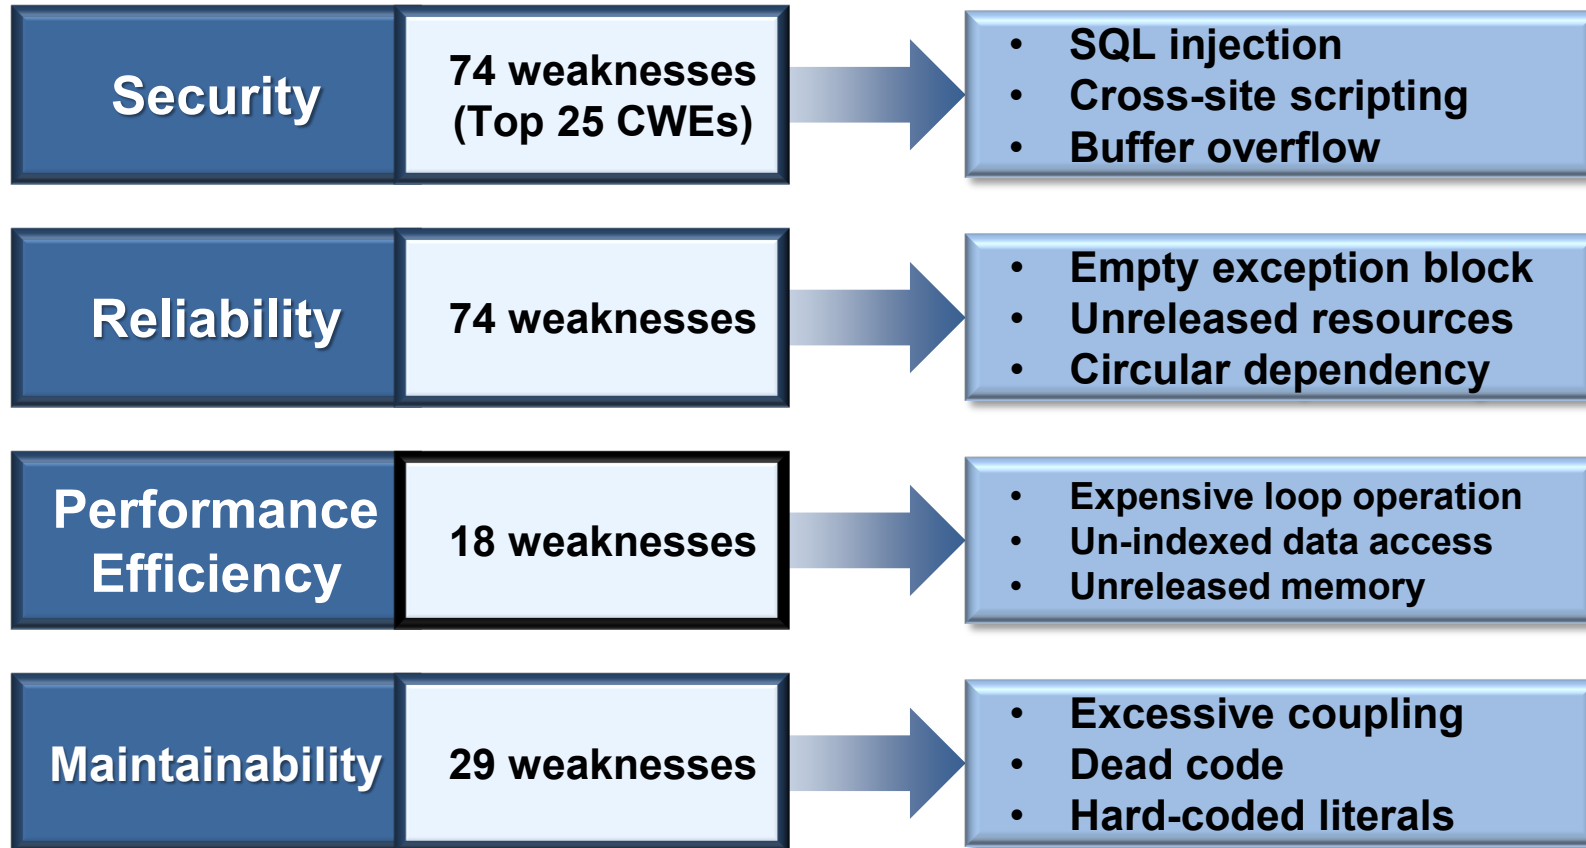 Security
74 weaknesses
(Top 25 CWEs)
• SQL injection
• Cross-site scripting
• Buffer overflow
Reliability
74 weaknesses
• Empty exception block
• Unreleased resources
• Circular dependency
Performance
Efficiency
18 weaknesses
• Expensive loop operation
• Un-indexed data access
• Unreleased memory
Maintainability
29 weaknesses
• Excessive coupling
• Dead code
• Hard-coded literals